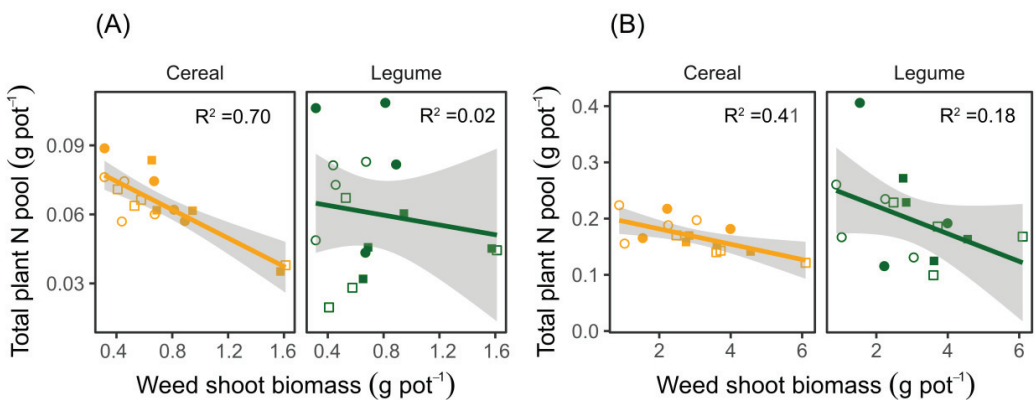 (A)
(B)
Cereal
Legume
Cereal
Legume
Total plant N pool (g pot⁻¹)
0.09
0.06
0.03
R² =0.70
R² =0.02
0.4 0.8 1.2 1.6
0.4 0.8 1.2 1.6
Weed shoot biomass (g pot⁻¹)
Total plant N pool (g pot⁻¹)
0.4
0.3
0.2
0.1
0.0
R² =0.41
R² =0.18
2 4 6
2 4 6
Weed shoot biomass (g pot⁻¹)